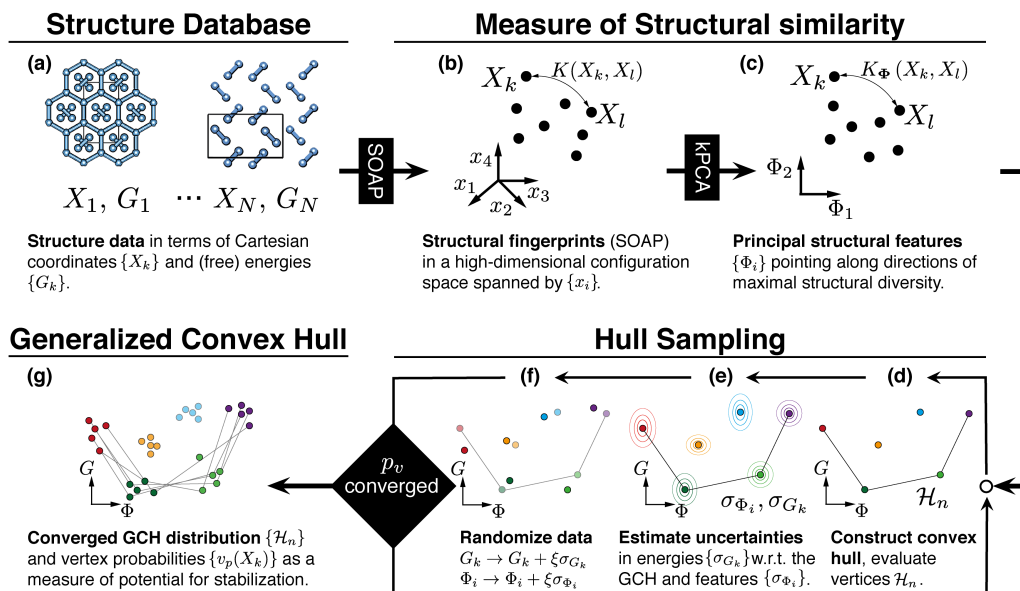 Structure Database
Measure of Structural similarity
(a)
X_1, G_1 ··· X_N, G_N
Structure data in terms of Cartesian
coordinates {X_k} and (free) energies
{G_k}.
SOAP
(b)
X_k
K(X_k, X_l)
X_l
x_4
x_1
x_3
x_2
Structural fingerprints (SOAP)
in a high-dimensional configuration
space spanned by {x_i}.
kPCA
(c)
X_k
K_Φ(X_k, X_l)
X_l
Φ_2
Φ_1
Principal structural features
{Φ_i} pointing along directions of
maximal structural diversity.
Generalized Convex Hull
Hull Sampling
(g)
G
Φ
Converged GCH distribution {ℋ_n}
and vertex probabilities {v_p(X_k)} as a
measure of potential for stabilization.
p_v
converged
(f)
G
Φ
Randomize data
G_k → G_k + ξσ_{G_k}
Φ_i → Φ_i + ξσ_{Φ_i}
(e)
G
Φ
σ_{Φ_i}, σ_{G_k}
Estimate uncertainties
in energies {σ_{G_k}} w.r.t. the
GCH and features {σ_{Φ_i}}.
(d)
G
Φ
ℋ_n
Construct convex
hull, evaluate
vertices ℋ_n.